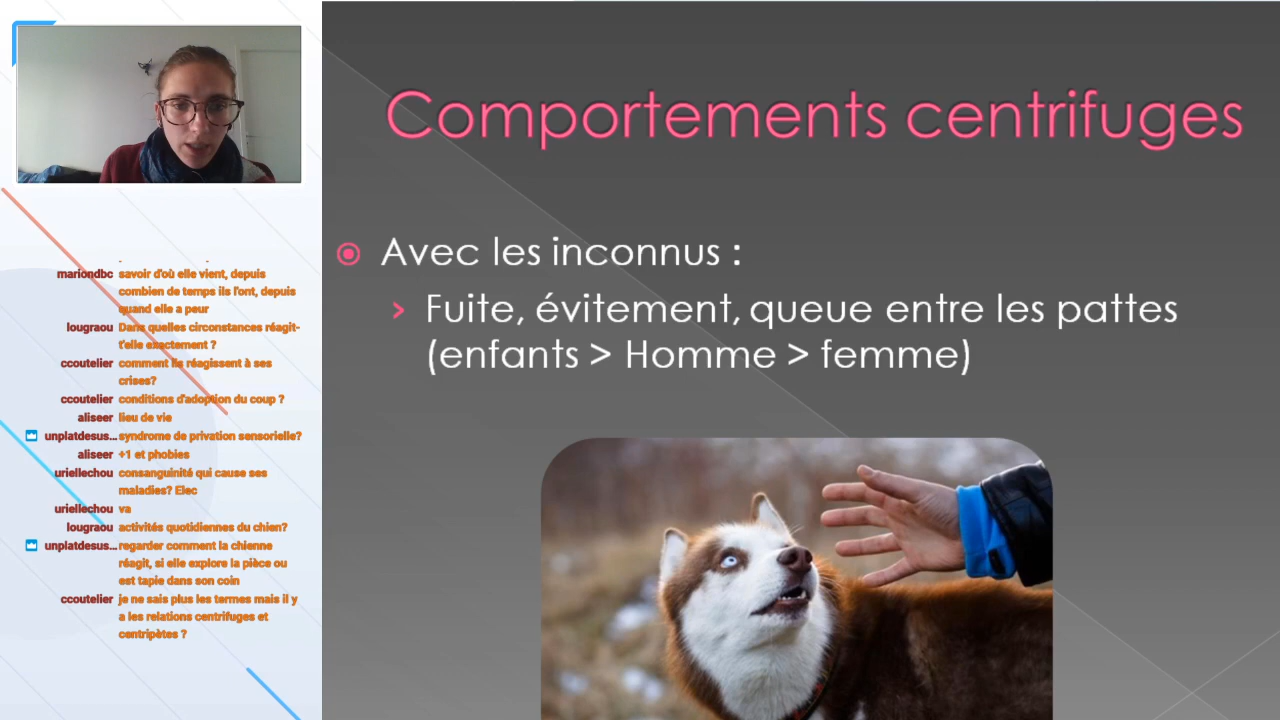 Comportements centrifuges
Avec les inconnus :
Fuite, évitement, queue entre les pattes
(enfants > Homme > femme)
mariondbc savoir d'où elle vient, depuis
combien de temps ils l'ont, depuis
quand elle a peur
lougraou Dans quelles circonstances réagit-
t'elle exactement ?
ccoutelier comment ils réagissent à ses
crises?
ccoutelier conditions d'adoption du coup ?
aliseer lieu de vie
unplatdesus... syndrome de privation sensorielle?
aliseer +1 et phobies
uriellechou consanguinité qui cause ses
maladies? Elec
uriellechou va
lougraou activités quotidiennes du chien?
unplatdesus... regarder comment la chienne
réagit, si elle explore la pièce ou
est tapie dans son coin
ccoutelier je ne sais plus les termes mais il y
a les relations centrifuges et
centripètes ?